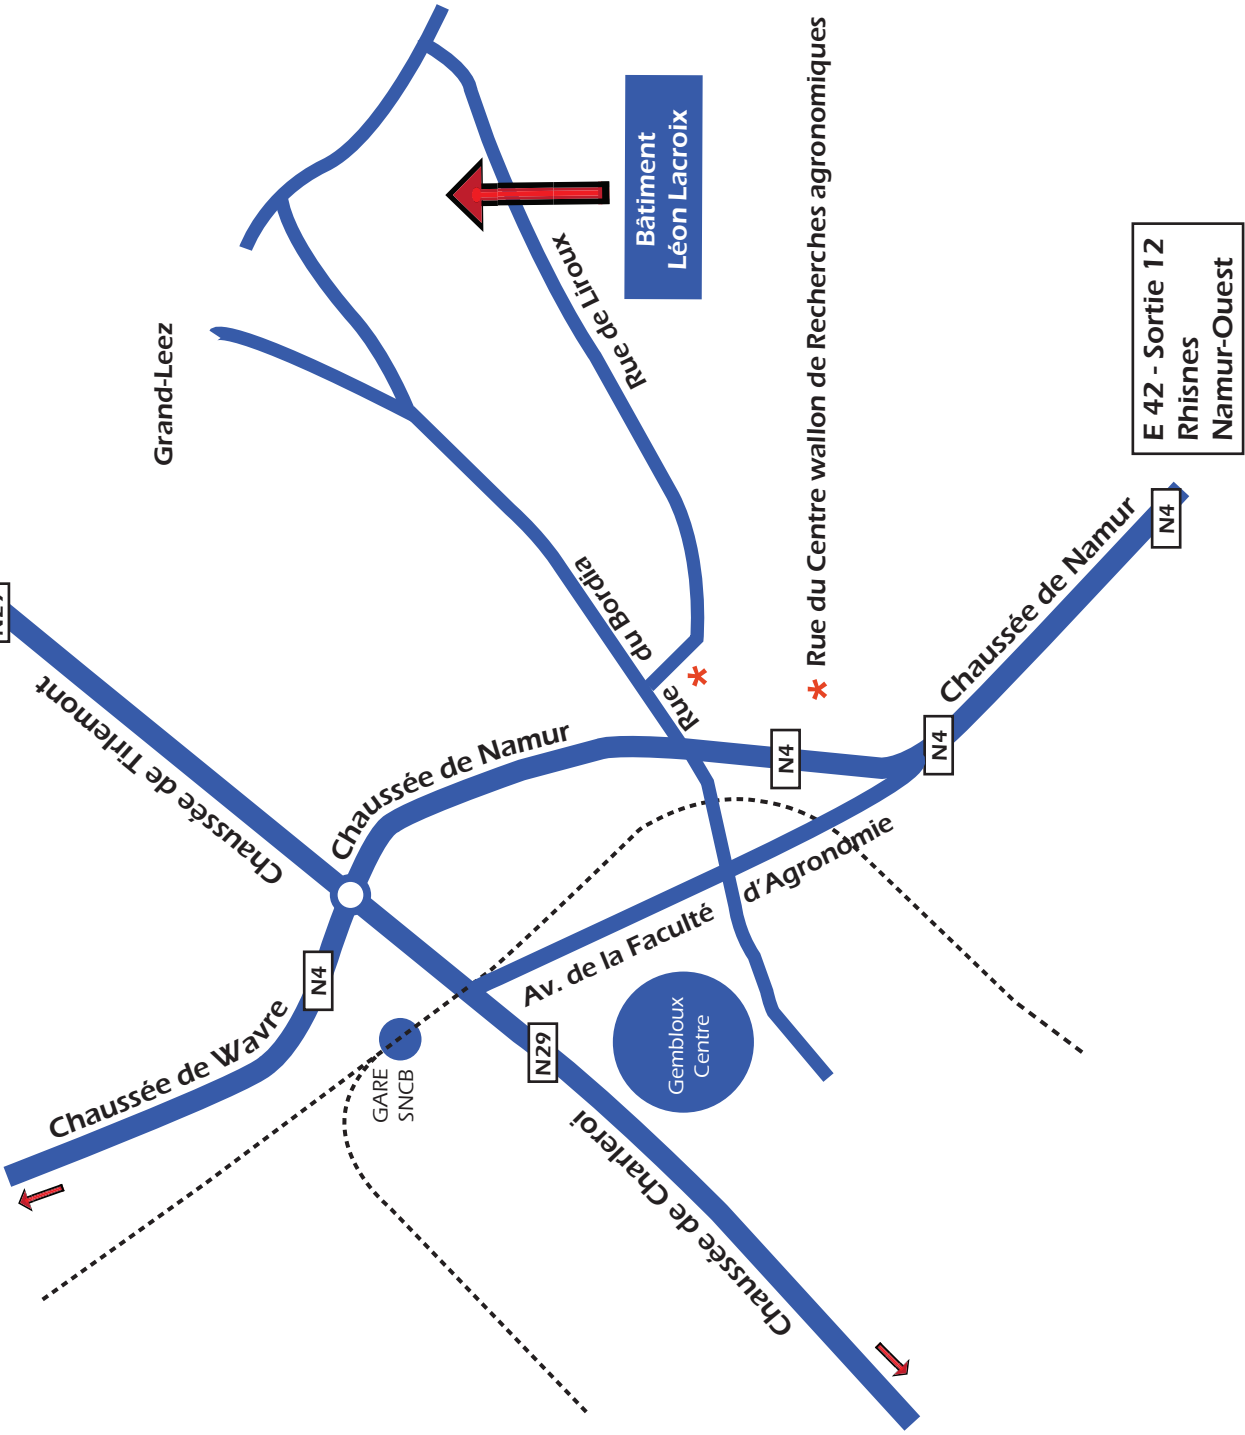 Chaussée de Wavre
N4
GARE
SNCB
Chaussée de Charleroi
N29
Gembloux
Centre
Av. de la Faculté d'Agronomie
Chaussée de Tirlemont
Chaussée de Namur
N4
N4
Chaussée de Namur
N4
Rue du Bordia
*
Grand-Leez
Rue de Liroux
Bâtiment
Léon Lacroix
* Rue du Centre wallon de Recherches agronomiques
E 42 - Sortie 12
Rhisnes
Namur-Ouest